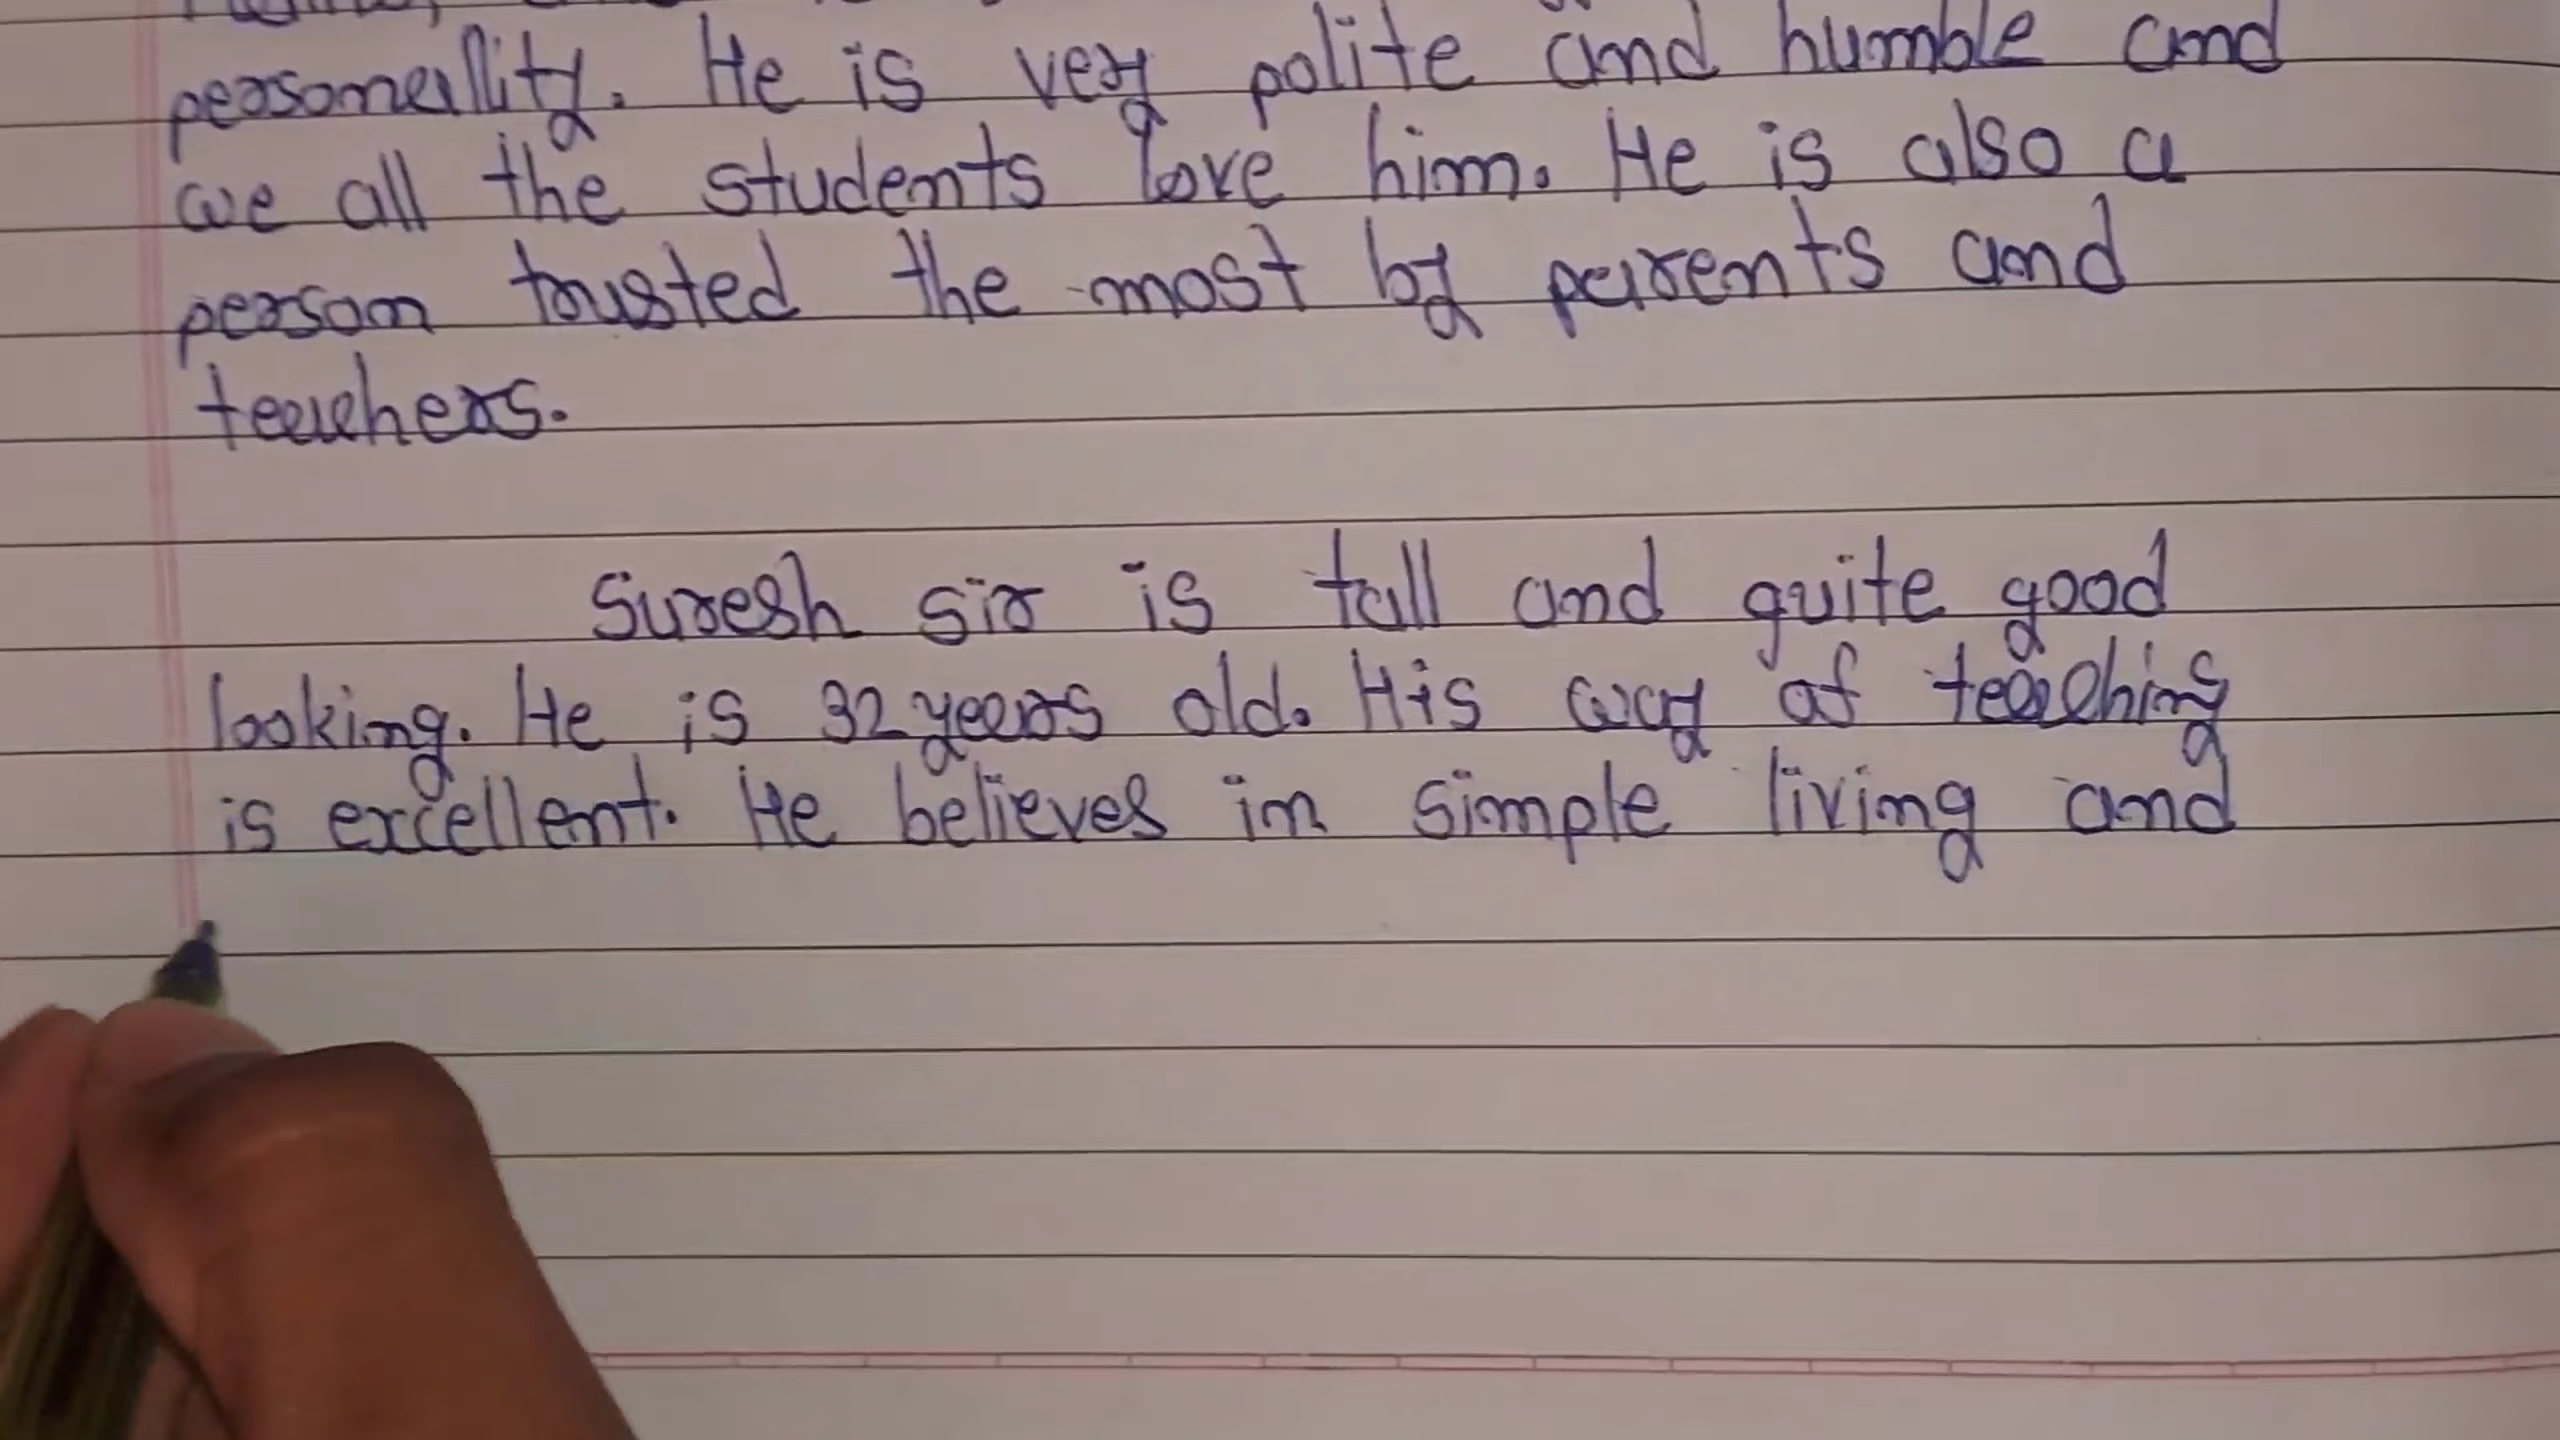 personallity. He is very polite and humble and
we all the students love him. He is also a
person trusted the most by parents and
teachers.
Suresh sir is tall and quite good
looking. He is 32 years old. His way of teaching
is excellent. He believes in simple living and